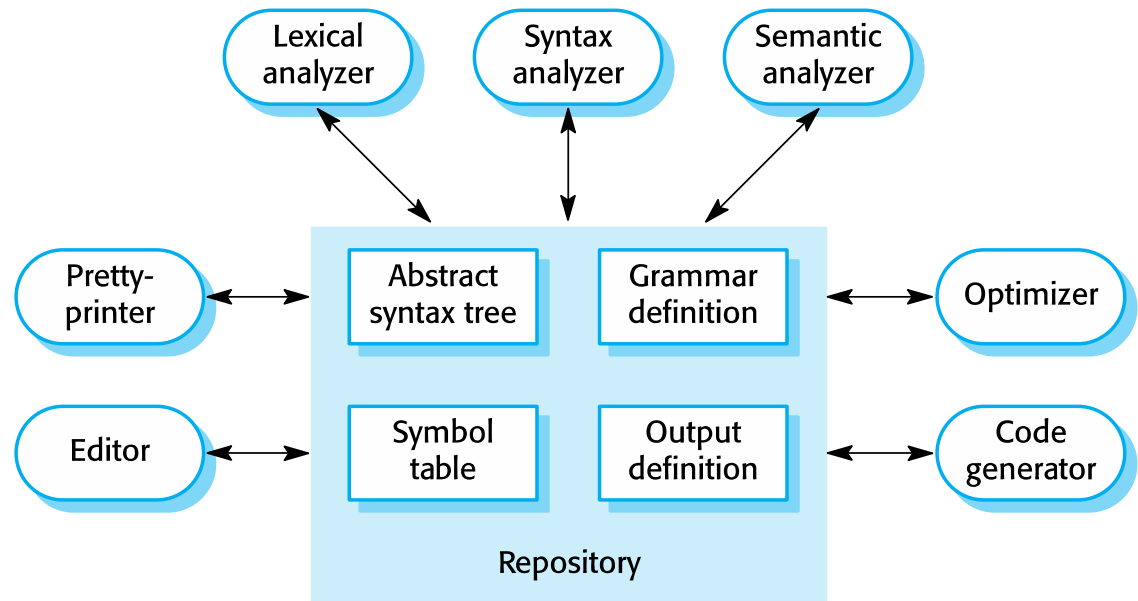 Lexical
analyzer
Syntax
analyzer
Semantic
analyzer
Pretty-
printer
Abstract
syntax tree
Grammar
definition
Optimizer
Editor
Symbol
table
Output
definition
Code
generator
Repository